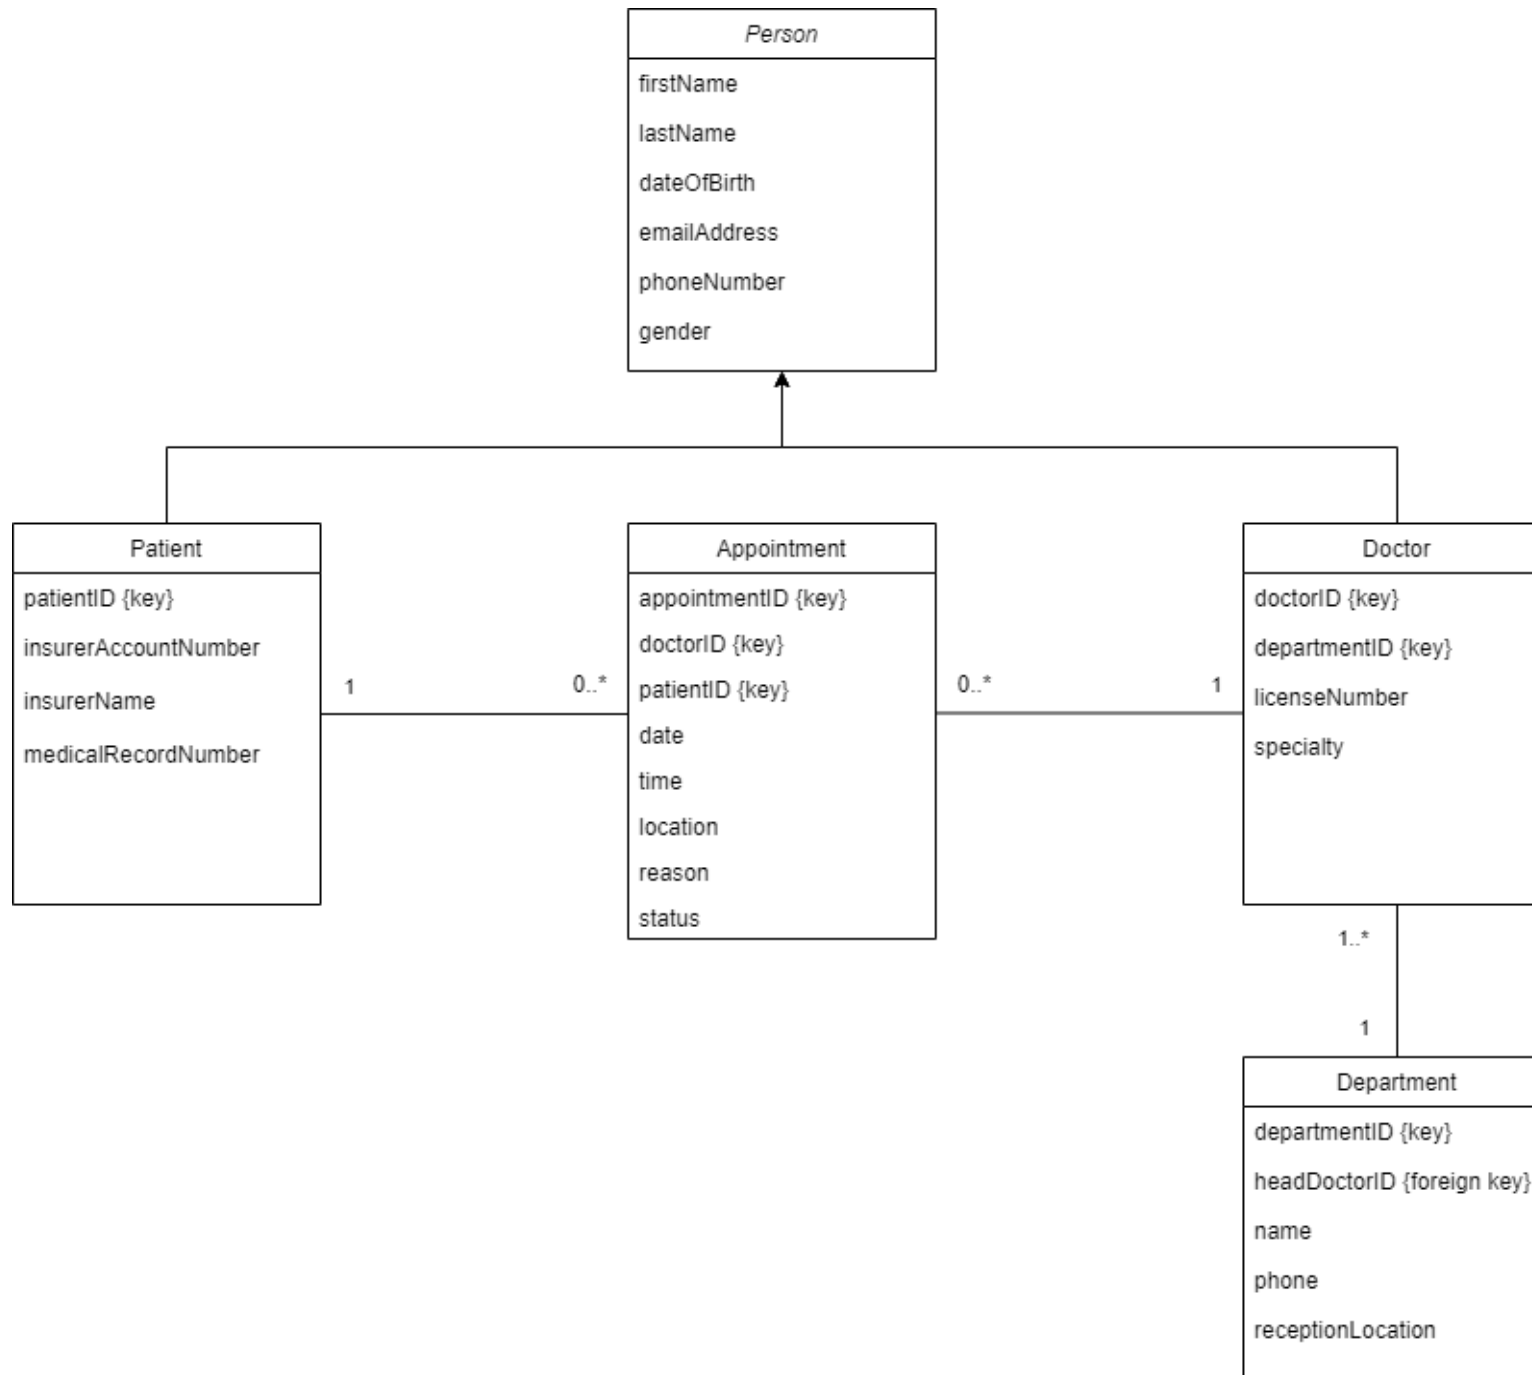 Person
firstName
lastName
dateOfBirth
emailAddress
phoneNumber
gender
Patient
patientID {key}
insurerAccountNumber
insurerName
medicalRecordNumber
1
0..*
Appointment
appointmentID {key}
doctorID {key}
patientID {key}
date
time
location
reason
status
0..*
1
Doctor
doctorID {key}
departmentID {key}
licenseNumber
specialty
1..*
1
Department
departmentID {key}
headDoctorID {foreign key}
name
phone
receptionLocation